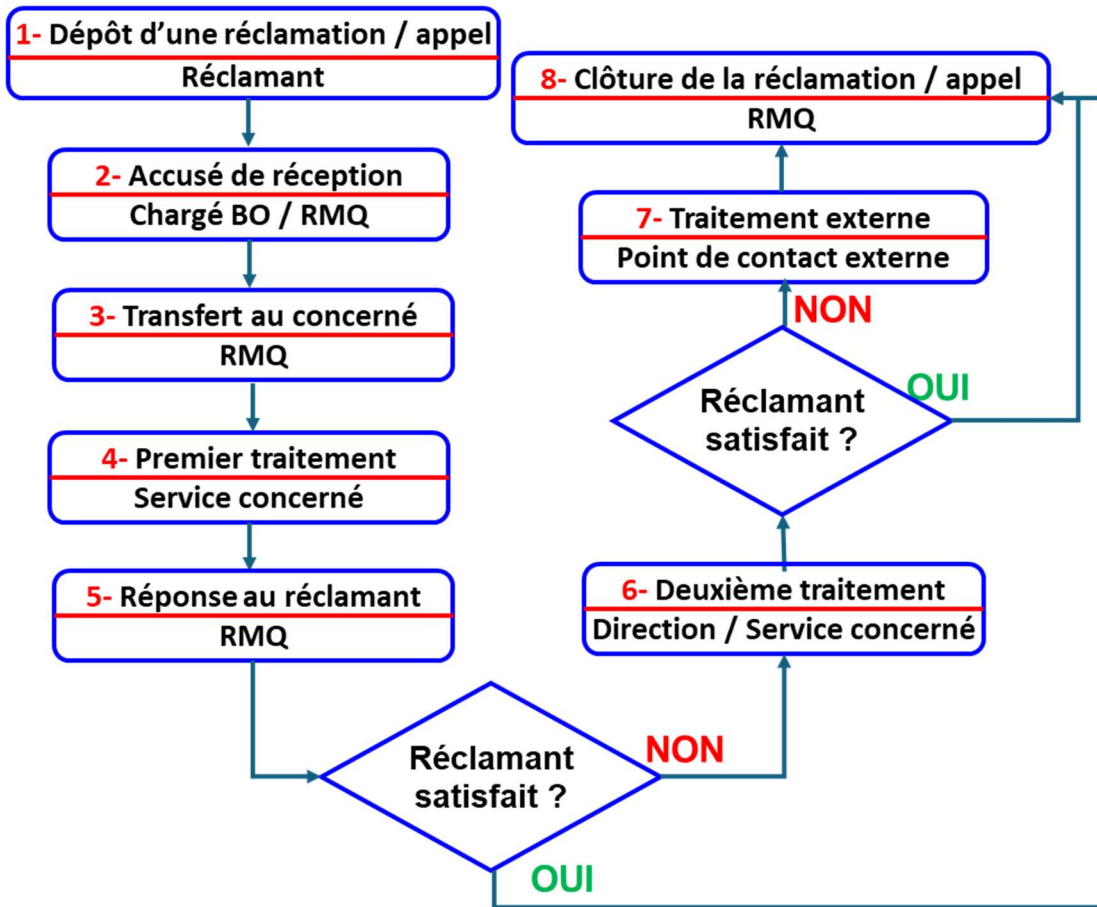 1- Dépôt d'une réclamation / appel
Réclamant
2- Accusé de réception
Chargé BO / RMQ
3- Transfert au concerné
RMQ
4- Premier traitement
Service concerné
5- Réponse au réclamant
RMQ
Réclamant
satisfait ?
NON
OUI
6- Deuxième traitement
Direction / Service concerné
Réclamant
satisfait ?
NON
OUI
7- Traitement externe
Point de contact externe
8- Clôture de la réclamation / appel
RMQ